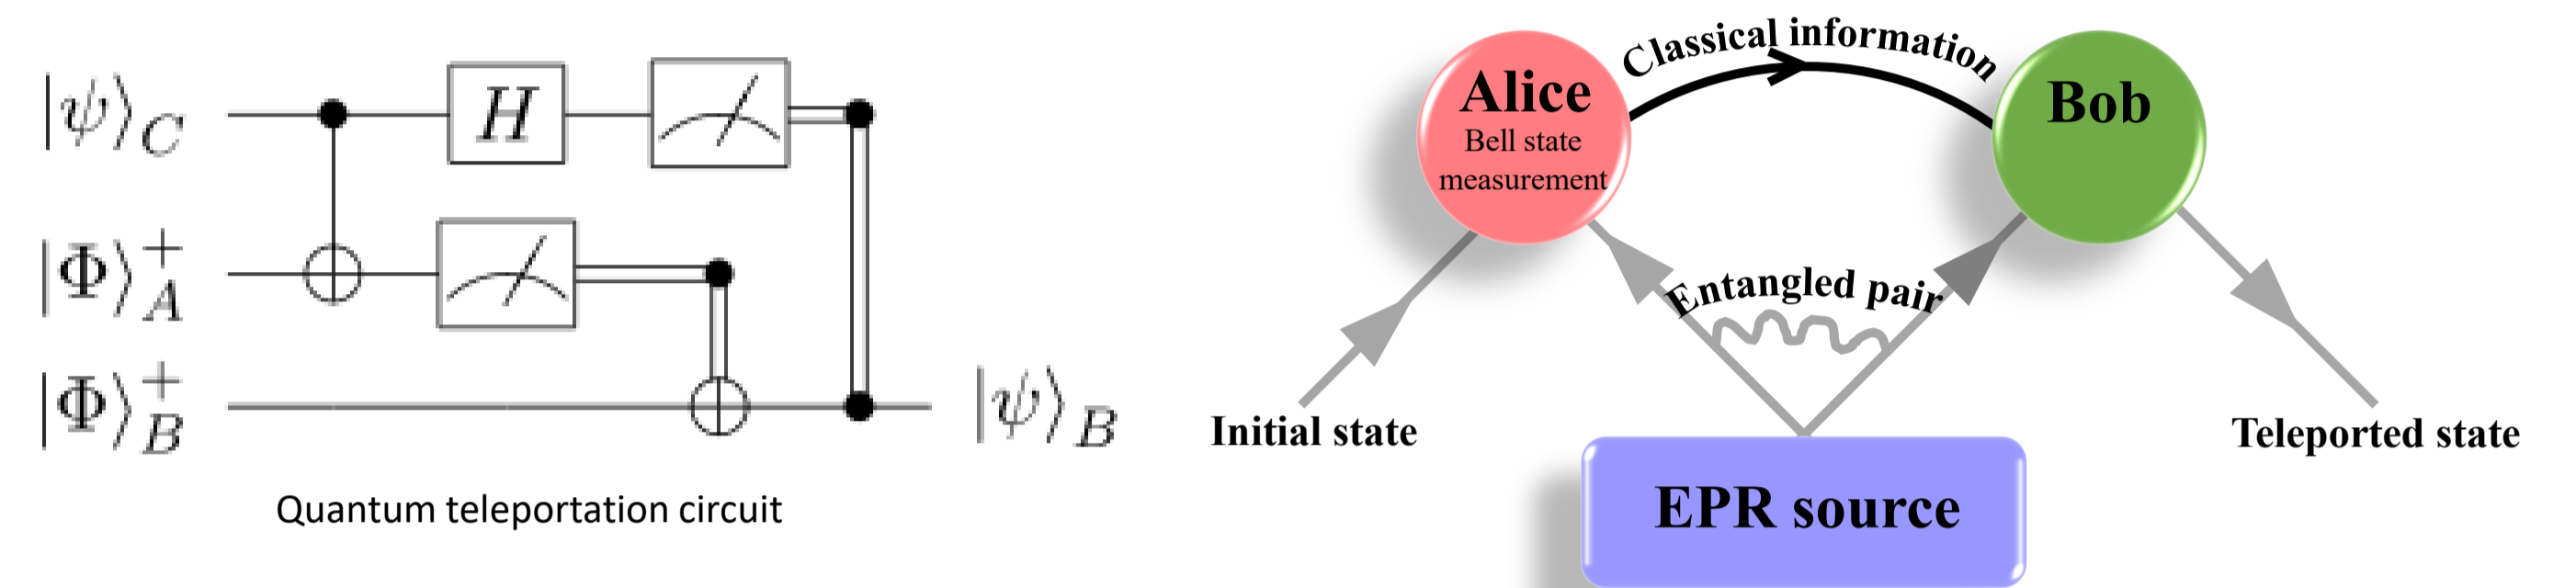 |ψ⟩C
H
|Φ⟩+A
|Φ⟩+B
|ψ⟩B
Quantum teleportation circuit
Classical information
Alice
Bell state
measurement
Bob
Entangled pair
Initial state
Teleported state
EPR source